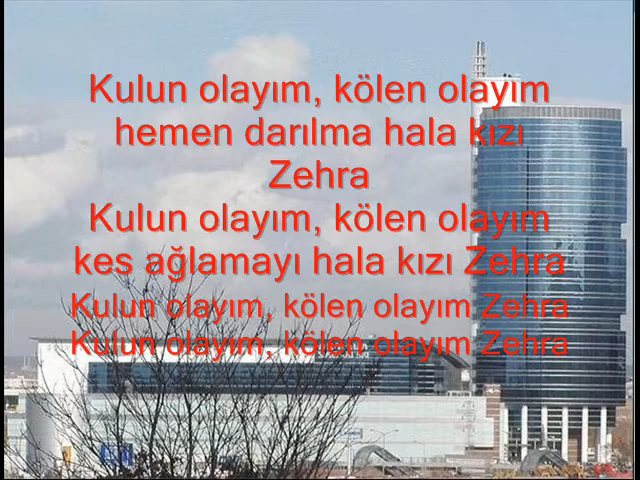 Kulun olayım, kölen olayım
hemen darılma hala kızı
Zehra
Kulun olayım, kölen olayım
kes ağlamayı hala kızı Zehra
Kulun olayım, kölen olayım Zehra
Kulun olayım, kölen olayım Zehra